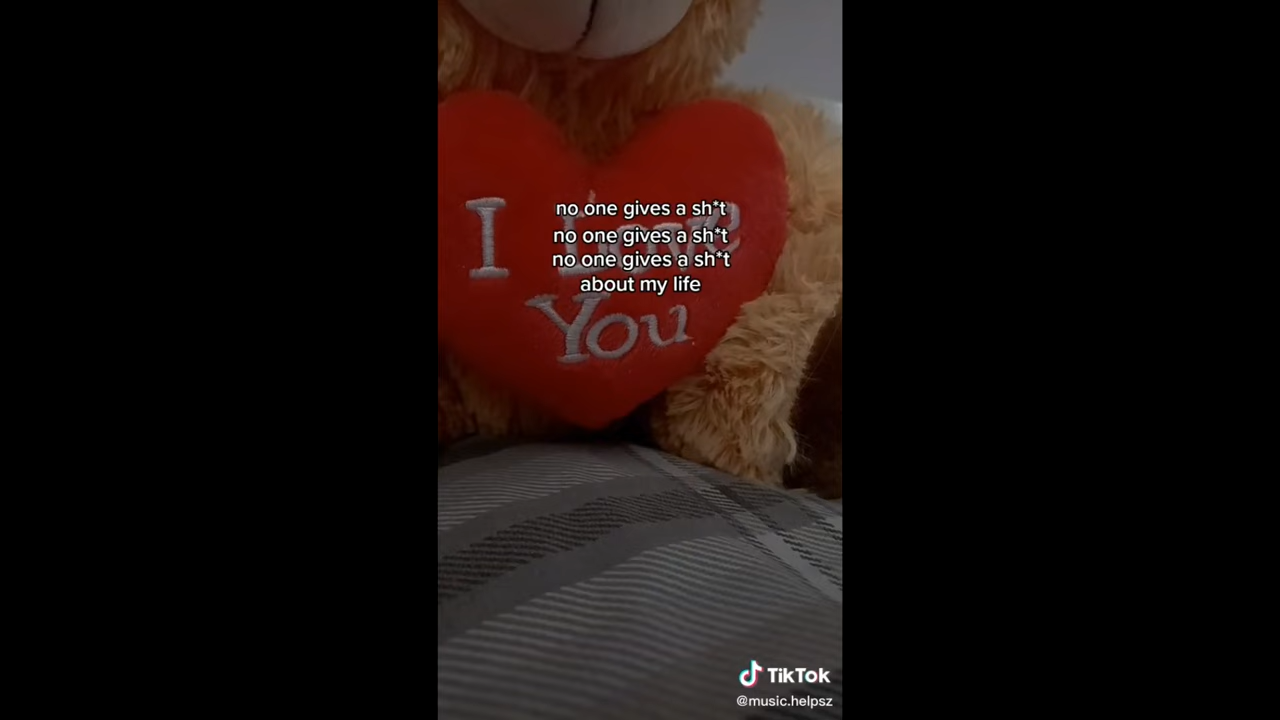 no one gives a sh*t
no one gives a sh*t
no one gives a sh*t
about my life
I Love
You
TikTok
@music.helpsz